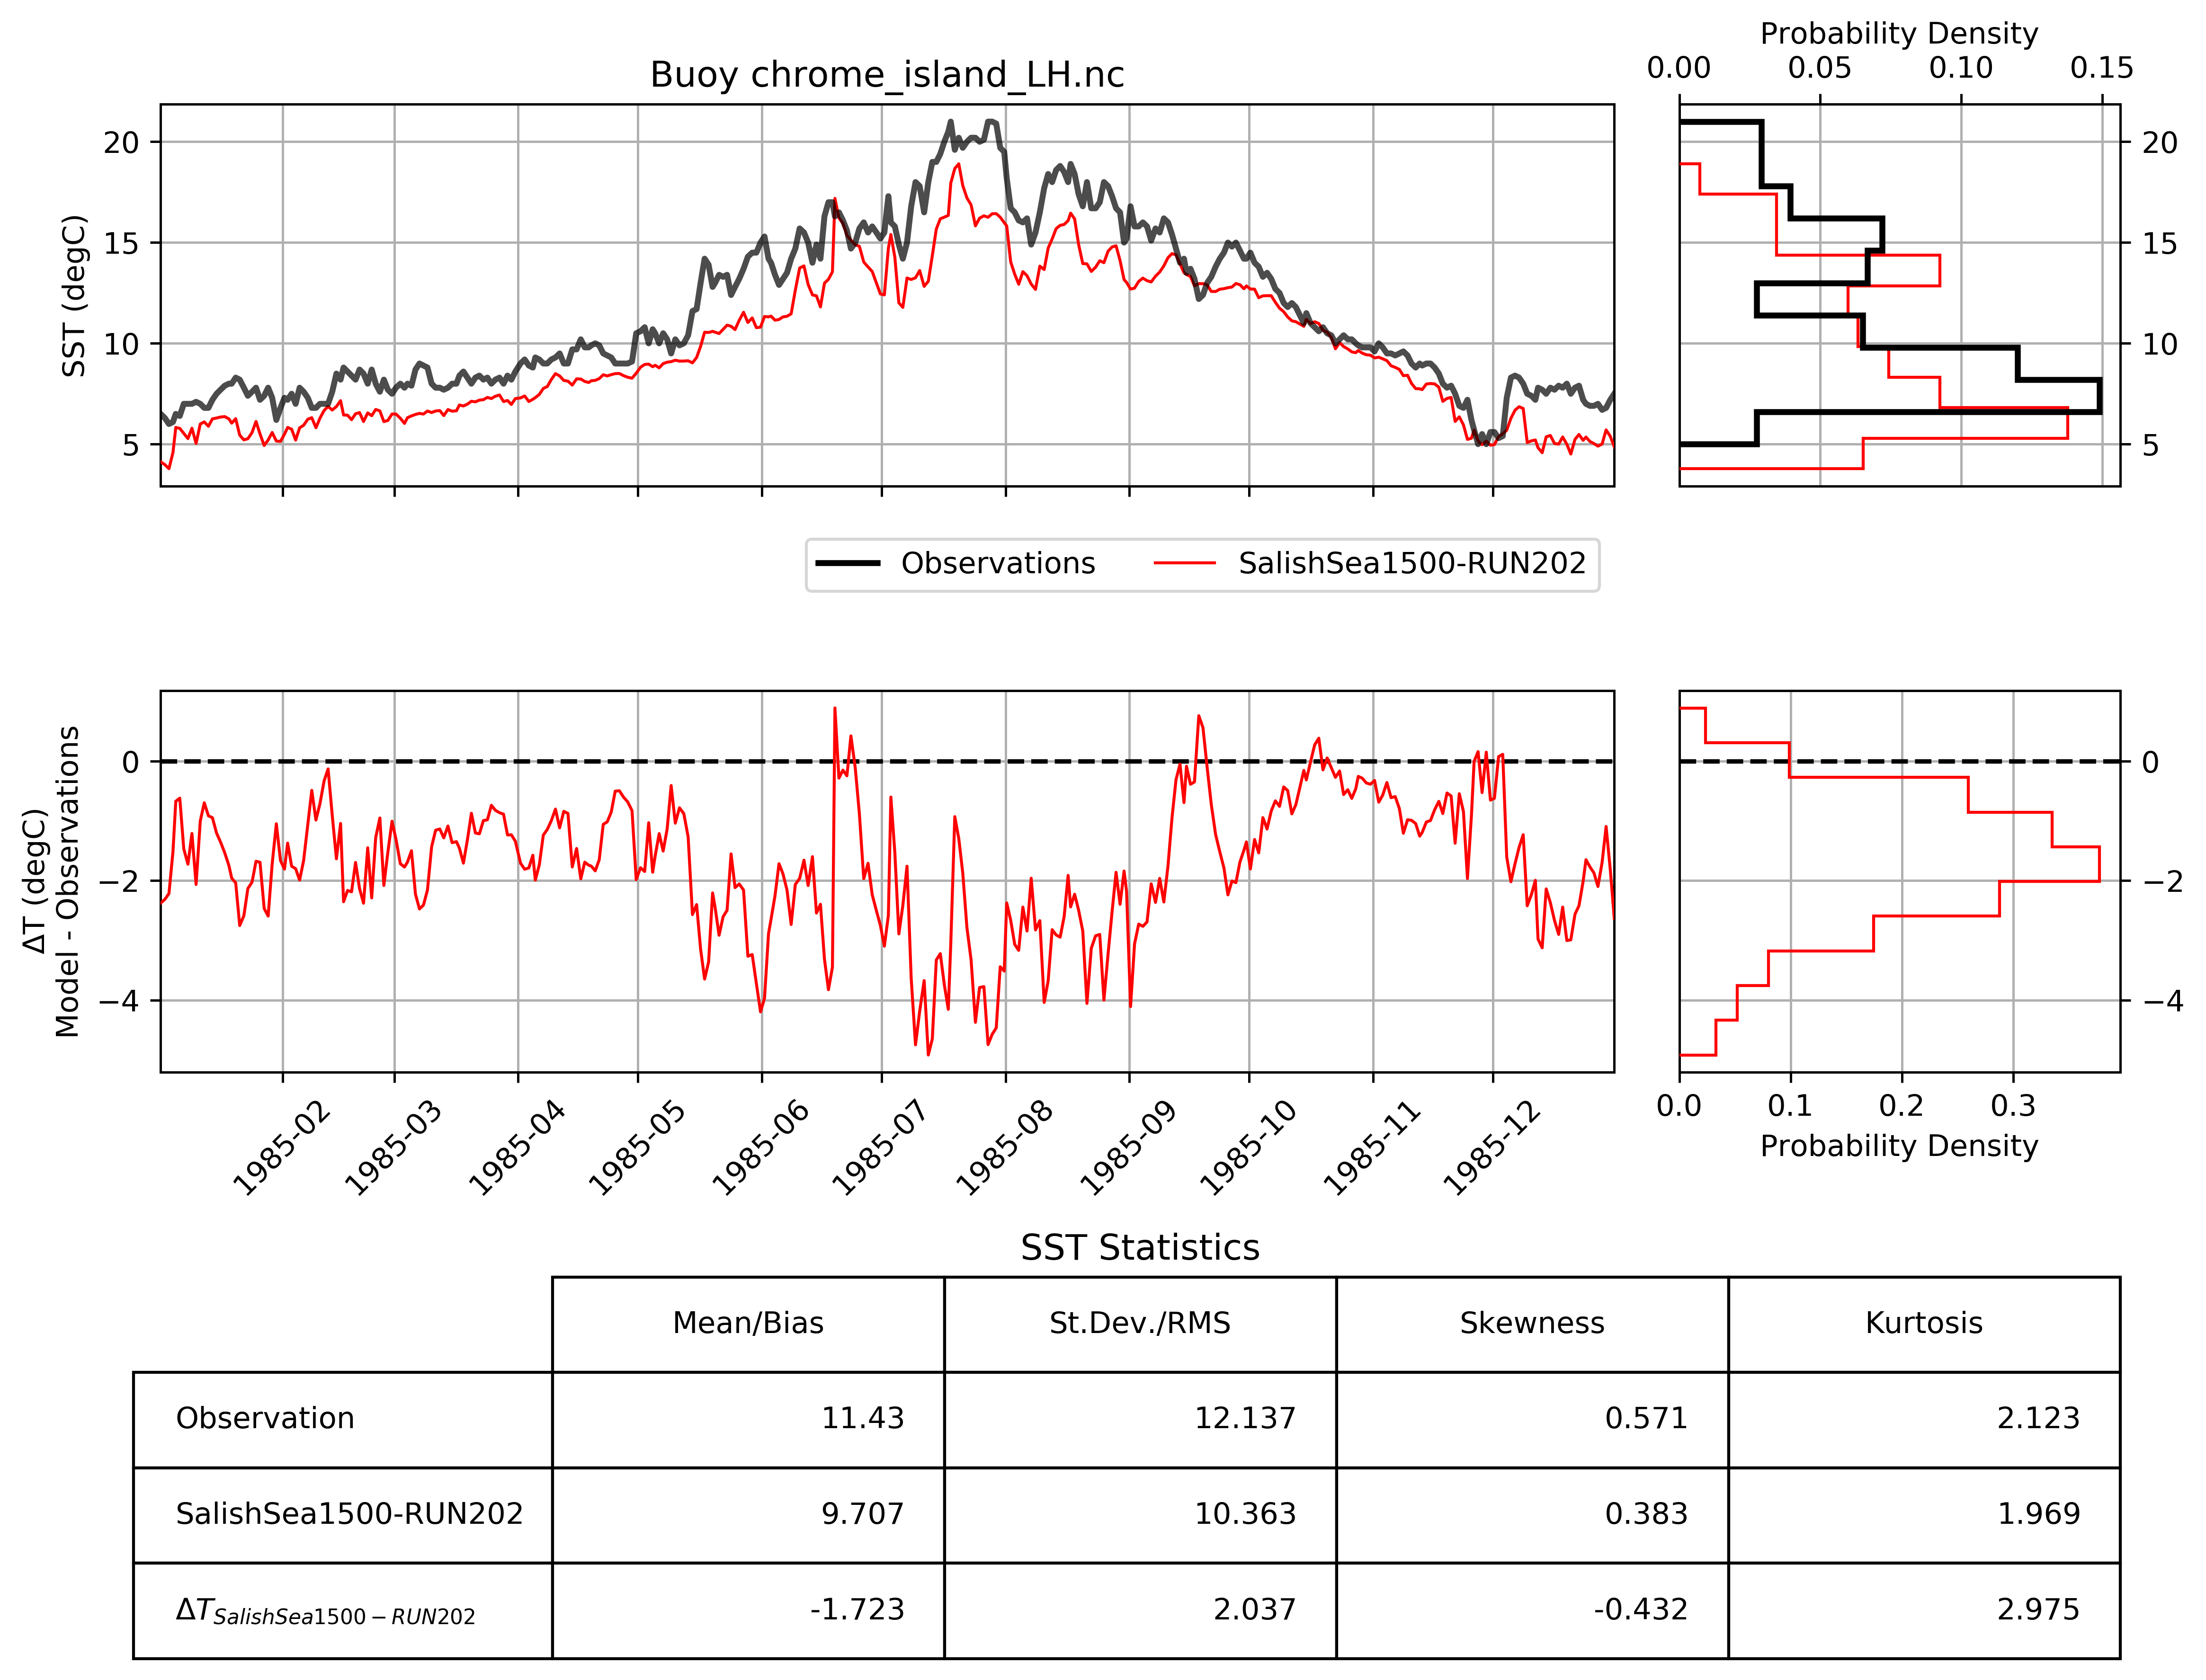 Probability Density
0.00 0.05 0.10 0.15
Buoy chrome_island_LH.nc
SST (degC)
20
15
10
5
20
15
10
5
Observations SalishSea1500-RUN202
ΔT (degC)
Model - Observations
0
−2
−4
0
−2
−4
1985-02 1985-03 1985-04 1985-05 1985-06 1985-07 1985-08 1985-09 1985-10 1985-11 1985-12
0.0 0.1 0.2 0.3
Probability Density
SST Statistics
Mean/Bias St.Dev./RMS Skewness Kurtosis
Observation 11.43 12.137 0.571 2.123
SalishSea1500-RUN202 9.707 10.363 0.383 1.969
ΔT SalishSea1500−RUN202 -1.723 2.037 -0.432 2.975